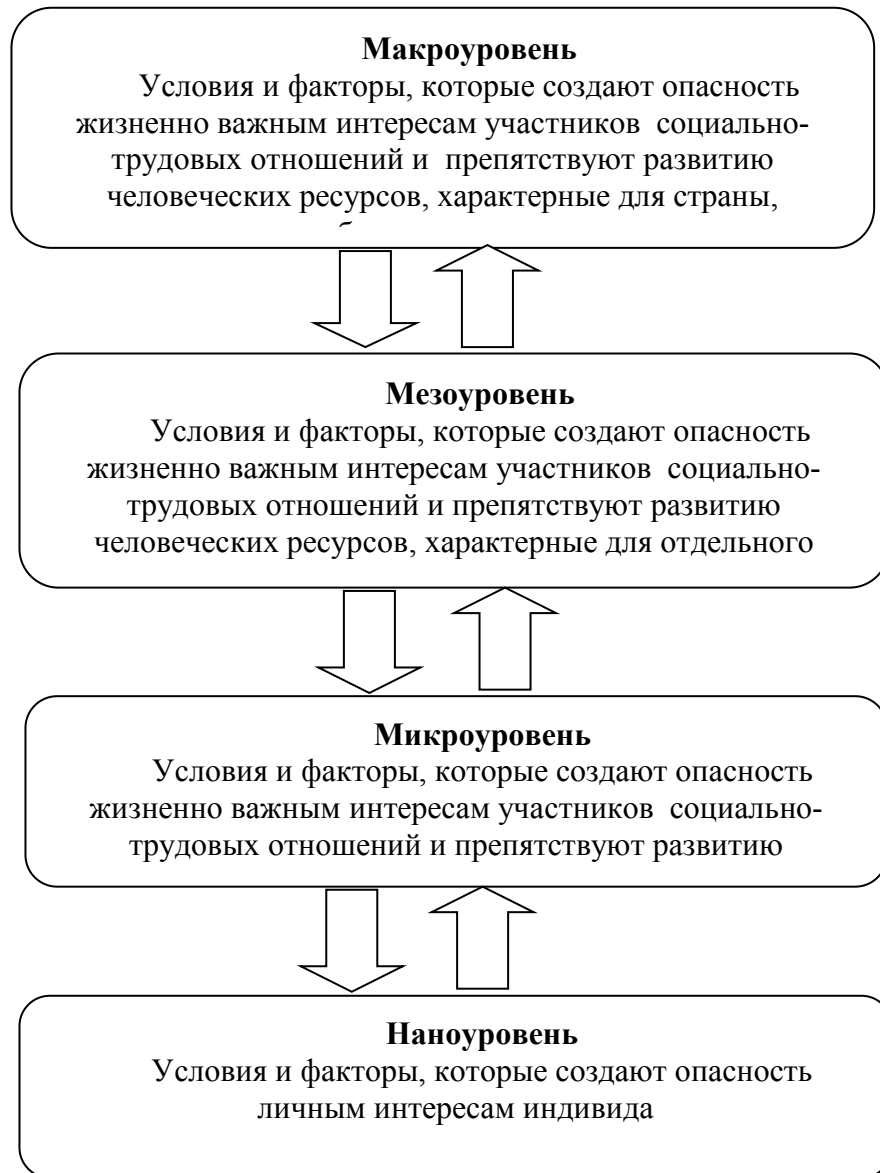 Макроуровень
Условия и факторы, которые создают опасность
жизненно важным интересам участников социально-
трудовых отношений и препятствуют развитию
человеческих ресурсов, характерные для страны,
Мезоуровень
Условия и факторы, которые создают опасность
жизненно важным интересам участников социально-
трудовых отношений и препятствуют развитию
человеческих ресурсов, характерные для отдельного
Микроуровень
Условия и факторы, которые создают опасность
жизненно важным интересам участников социально-
трудовых отношений и препятствуют развитию
Наноуровень
Условия и факторы, которые создают опасность
личным интересам индивида